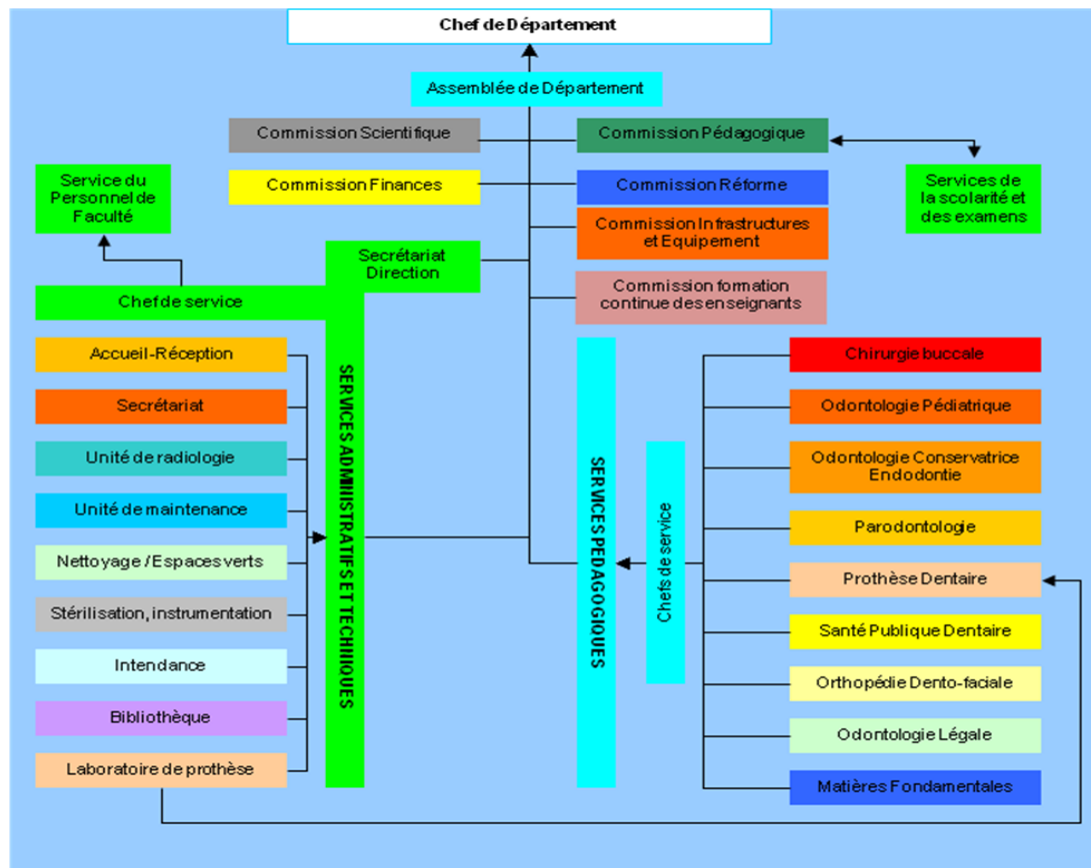 Chef de Département
Assemblée de Département
Commission Scientifique
Commission Pédagogique
Commission Finances
Commission Réforme
Service du
Personnel de
Faculté
Services de
la scolarité et
des examens
Commission Infrastructures
et Equipement
Secrétariat
Direction
Commission formation
continue des enseignants
Chef de service
SERVICES ADMINISTRATIFS ET TECHNIQUES
Accueil-Réception
Secrétariat
Unité de radiologie
Unité de maintenance
Nettoyage / Espaces verts
Stérilisation, instrumentation
Intendance
Bibliothèque
Laboratoire de prothèse
SERVICES PEDAGOGIQUES
Chefs de service
Chirurgie buccale
Odontologie Pédiatrique
Odontologie Conservatrice
Endodontie
Parodontologie
Prothèse Dentaire
Santé Publique Dentaire
Orthopédie Dento-faciale
Odontologie Légale
Matières Fondamentales